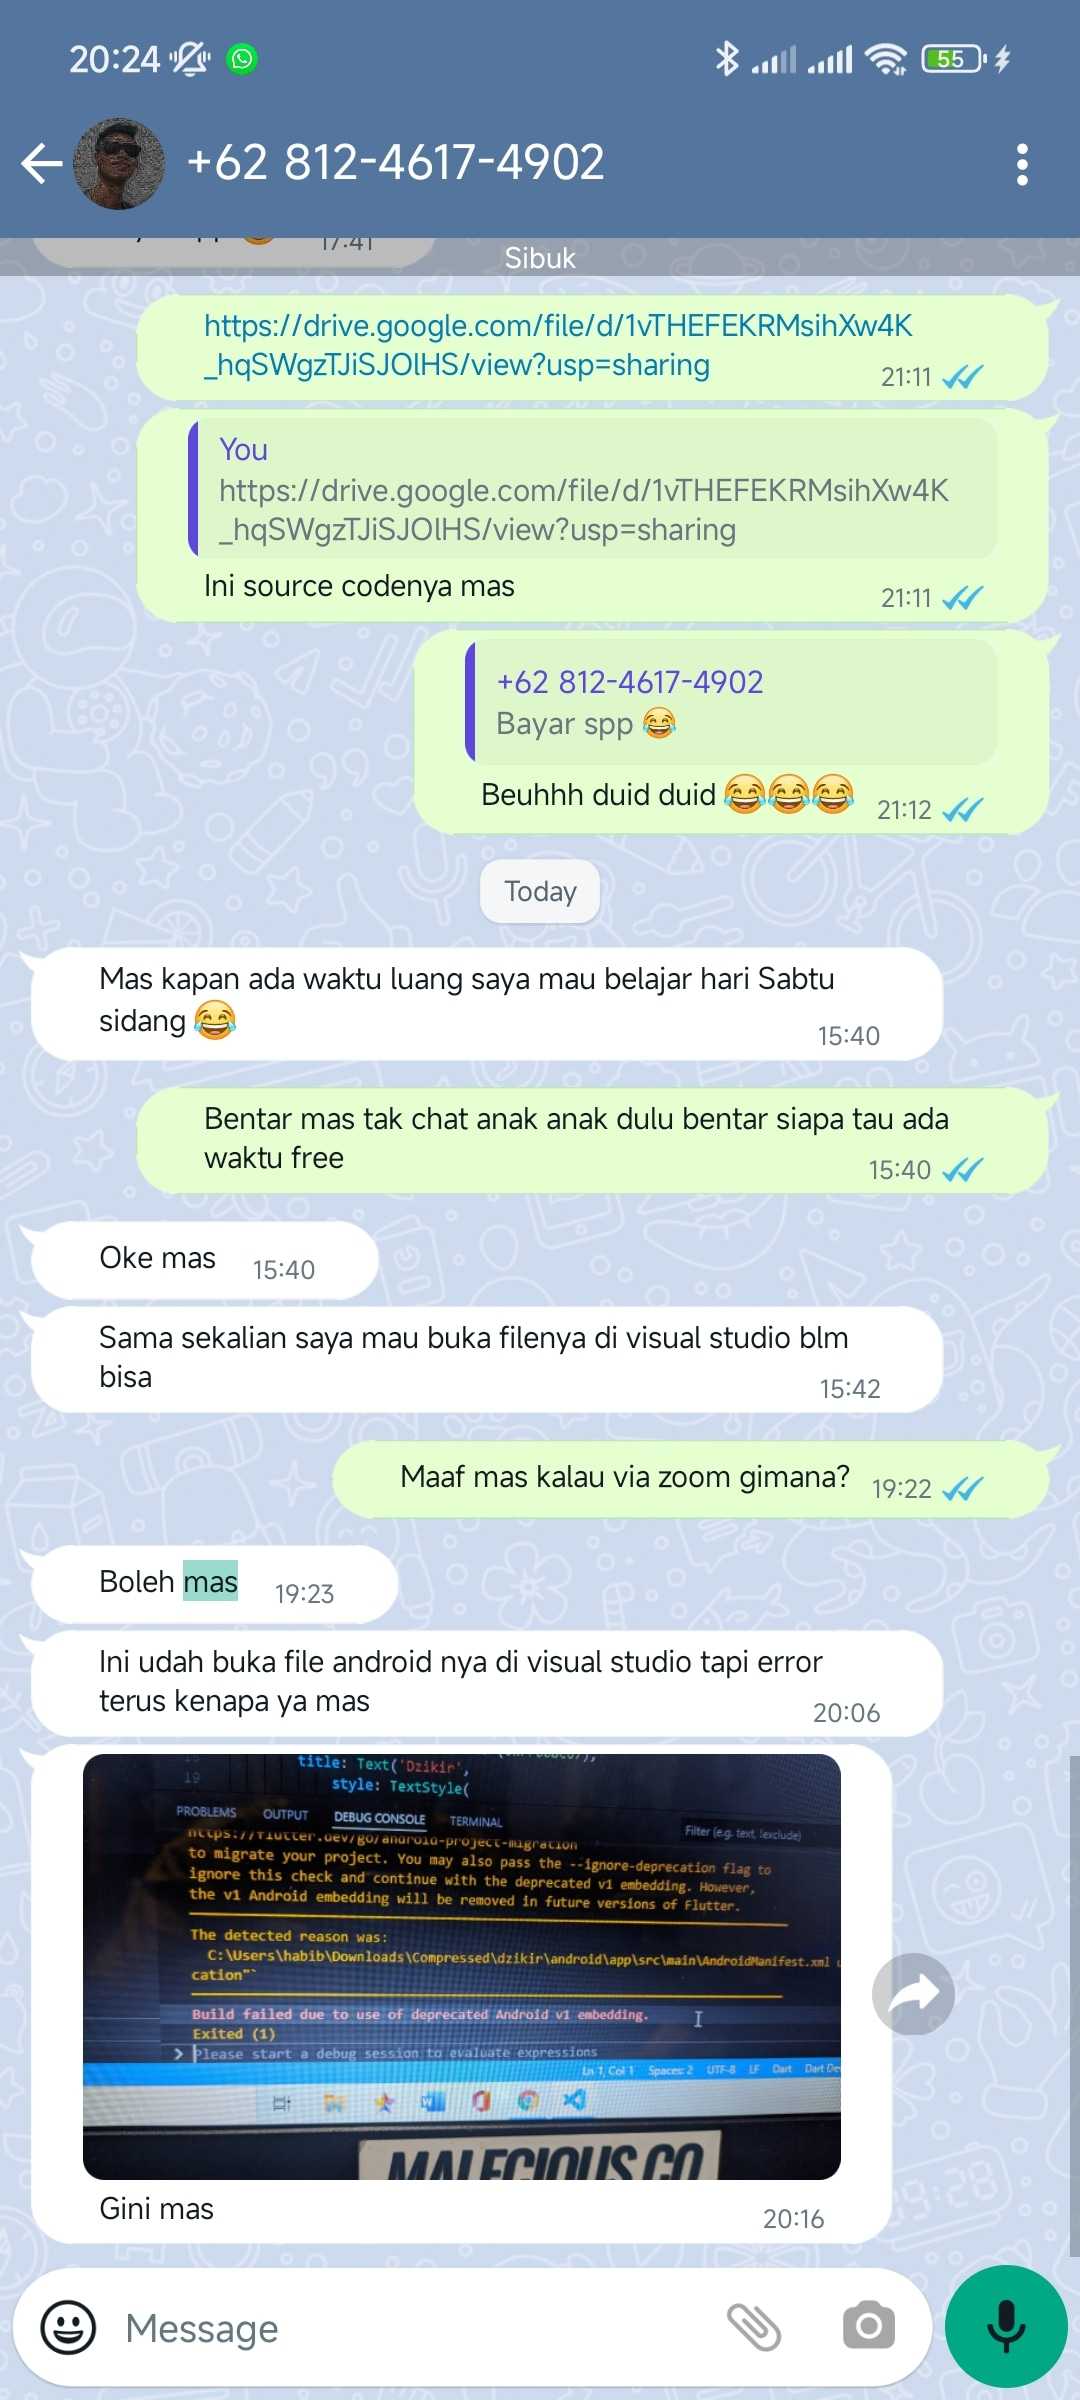 20:24
55
+62 812-4617-4902
17:41
Sibuk
https://drive.google.com/file/d/1vTHEFEKRMsihXw4K
_hqSWgzTJiSJOlHS/view?usp=sharing
21:11
You
https://drive.google.com/file/d/1vTHEFEKRMsihXw4K
_hqSWgzTJiSJOlHS/view?usp=sharing
Ini source codenya mas
21:11
+62 812-4617-4902
Bayar spp 😂
Beuhhh duid duid 😂😂😂 21:12
Today
Mas kapan ada waktu luang saya mau belajar hari Sabtu
sidang 😂
15:40
Bentar mas tak chat anak anak dulu bentar siapa tau ada
waktu free
15:40
Oke mas 15:40
Sama sekalian saya mau buka filenya di visual studio blm
bisa
15:42
Maaf mas kalau via zoom gimana? 19:22
Boleh mas 19:23
Ini udah buka file android nya di visual studio tapi error
terus kenapa ya mas
20:06
title: Text('Dzikir',
19
style: TextStyle(
PROBLEMS OUTPUT DEBUG CONSOLE TERMINAL
Filter (e.g. text, !exclude)
https://flutter.dev/go/android-project-migration
to migrate your project. You may also pass the --ignore-deprecation flag to
ignore this check and continue with the deprecated v1 embedding. However,
the v1 Android embedding will be removed in future versions of Flutter.
The detected reason was:
C:\Users\habib\Downloads\Compressed\dzikir\android\app\src\main\AndroidManifest.xml
cation"`
Build failed due to use of deprecated Android v1 embedding.
Exited (1)
Please start a debug session to evaluate expressions
Ln 1, Col 1 Spaces: 2 UTF-8 LF Dart Dart De
MALECIOUS.CO
Gini mas
20:16
Message